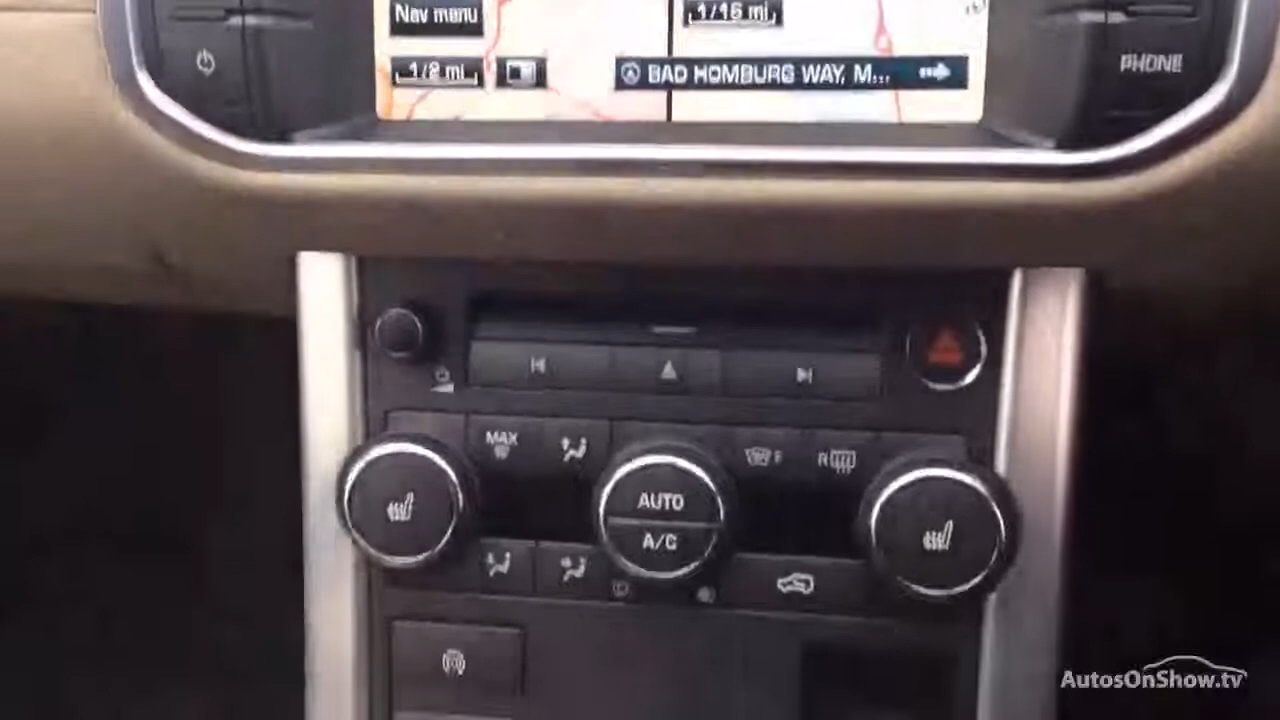 Nav menu
1/16 mi
1/2 mi
BAD HOMBURG WAY, M...
PHONE
MAX
F
R
AUTO
A/C
AutosOnShow.tv